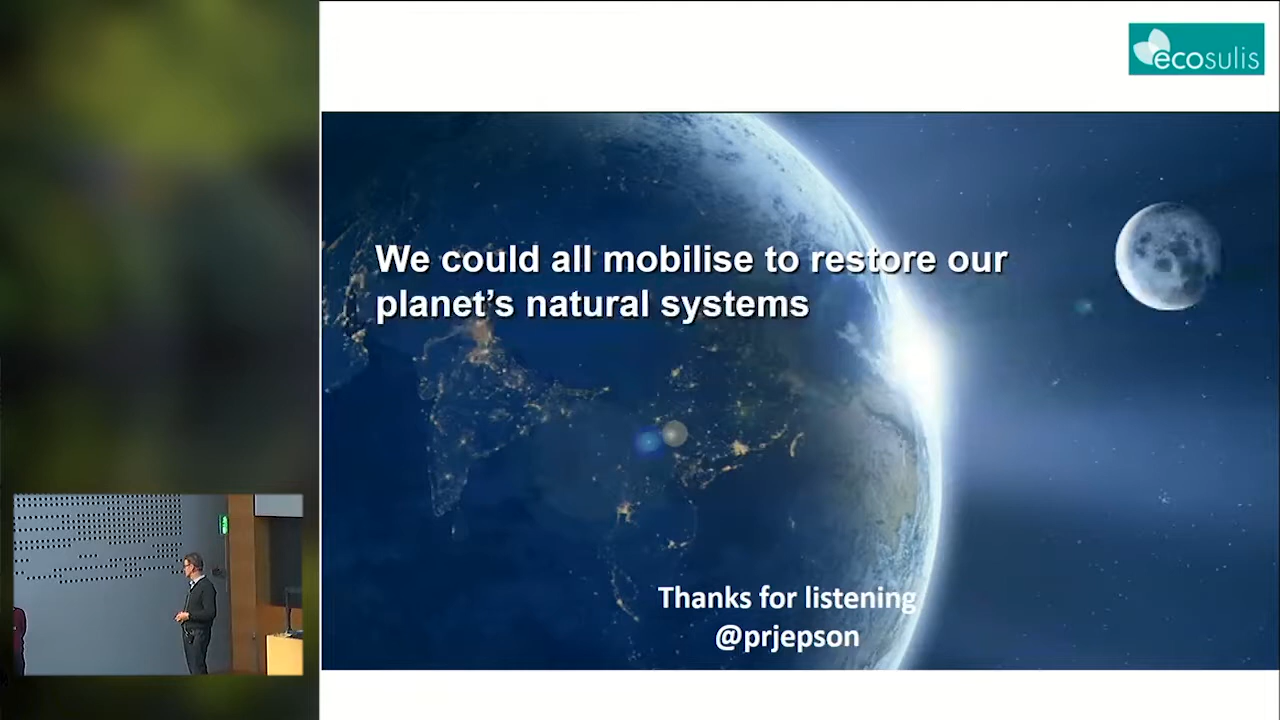 ecosulis
We could all mobilise to restore our
planet's natural systems
Thanks for listening
@prjepson